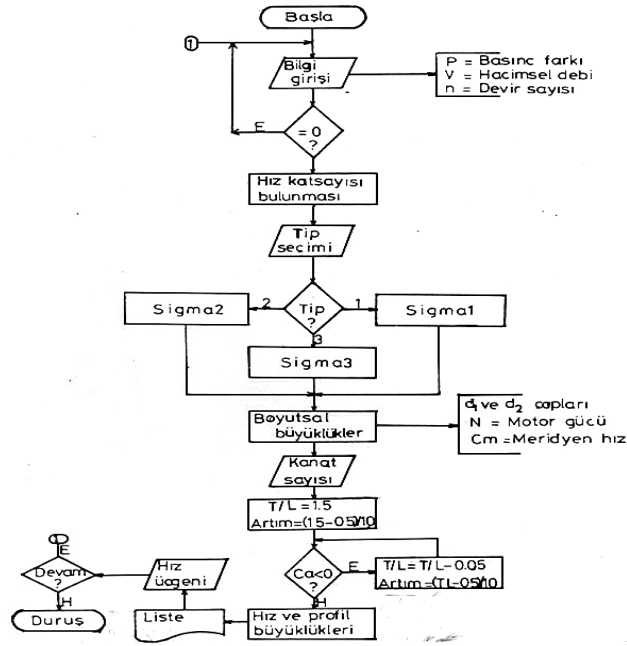 Başla
1
Bilgi
girişi
P = Basınc farkı
V = Hacimsel debi
n = Devir sayısı
E
= 0
?
Hız katsayısı
bulunması
Tip
seçimi
Sigma2
2
Tip
?
1
Sigma1
3
Sigma3
Boyutsal
büyüklükler
d1 ve d2 çapları
N = Motor gücü
Cm = Meridyen hız
Kanat
sayısı
T/L = 1.5
Artım=(15-05)/10
1
E
Devam
?
H
Duruş
Hız
üçgeni
Liste
Ca<0
?
E
H
T/L = T/L - 0.05
Artım=(TL-05)/10
Hız ve profil
büyüklükleri